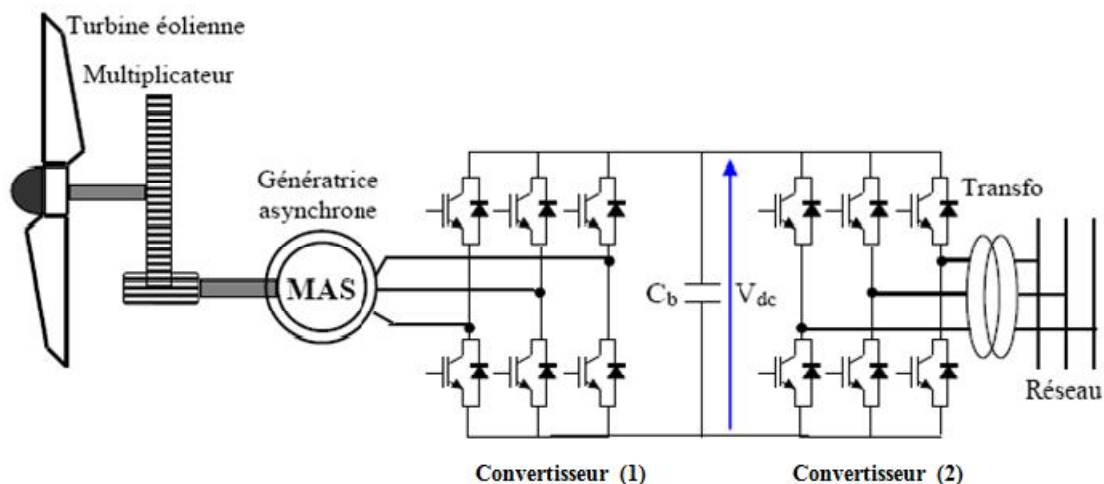 Turbine éolienne
Multiplicateur
Génératrice
asynchrone
MAS
Cb
Vdc
Transfo
Réseau
Convertisseur (1)
Convertisseur (2)